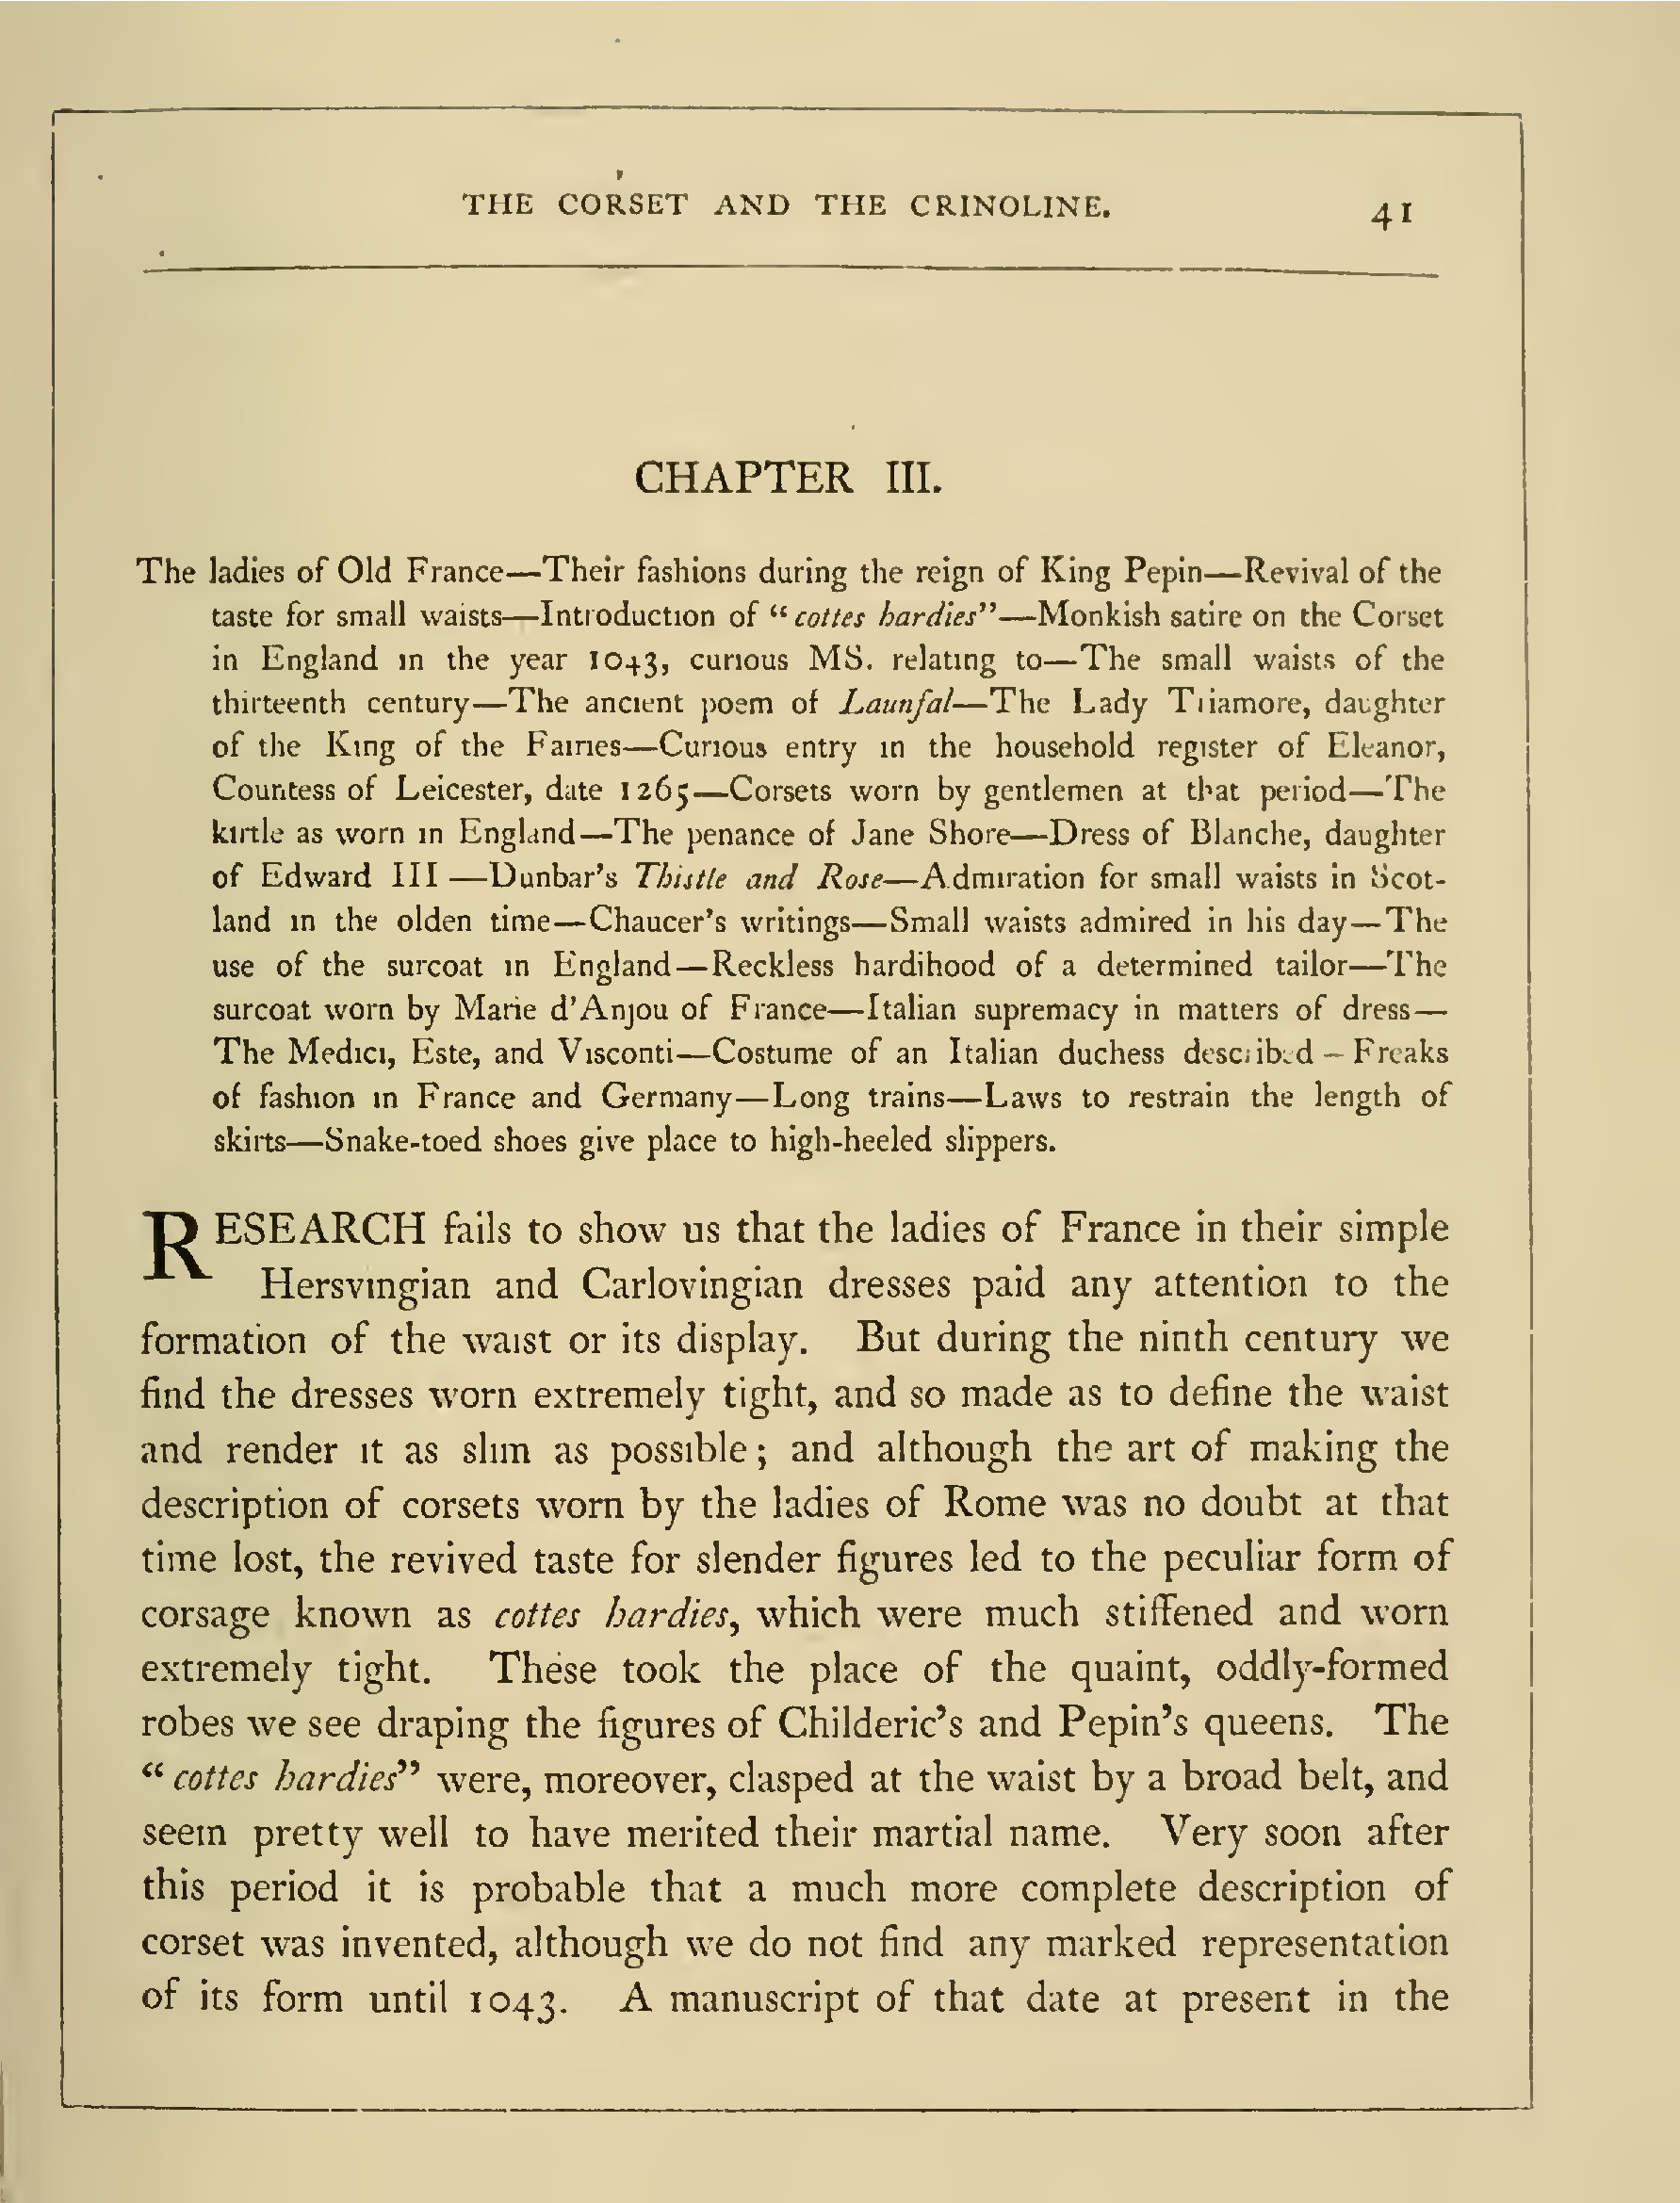 THE CORSET AND THE CRINOLINE. 41
CHAPTER III.
The ladies of Old France—Their fashions during the reign of King Pepin—Revival of the
taste for small waists—Introduction of "cottes hardies"—Monkish satire on the Corset
in England in the year 1043, curious MS. relating to—The small waists of the
thirteenth century—The ancient poem of Launfal—The Lady Triamore, daughter
of the King of the Fairies—Curious entry in the household register of Eleanor,
Countess of Leicester, date 1265—Corsets worn by gentlemen at that period—The
kirtle as worn in England—The penance of Jane Shore—Dress of Blanche, daughter
of Edward III—Dunbar's Thistle and Rose—Admiration for small waists in Scot-
land in the olden time—Chaucer's writings—Small waists admired in his day—The
use of the surcoat in England—Reckless hardihood of a determined tailor—The
surcoat worn by Marie d'Anjou of France—Italian supremacy in matters of dress—
The Medici, Este, and Visconti—Costume of an Italian duchess described—Freaks
of fashion in France and Germany—Long trains—Laws to restrain the length of
skirts—Snake-toed shoes give place to high-heeled slippers.
RESEARCH fails to show us that the ladies of France in their simple
Hersvingian and Carlovingian dresses paid any attention to the
formation of the waist or its display. But during the ninth century we
find the dresses worn extremely tight, and so made as to define the waist
and render it as slim as possible; and although the art of making the
description of corsets worn by the ladies of Rome was no doubt at that
time lost, the revived taste for slender figures led to the peculiar form of
corsage known as cottes hardies, which were much stiffened and worn
extremely tight. These took the place of the quaint, oddly-formed
robes we see draping the figures of Childeric's and Pepin's queens. The
"cottes hardies" were, moreover, clasped at the waist by a broad belt, and
seem pretty well to have merited their martial name. Very soon after
this period it is probable that a much more complete description of
corset was invented, although we do not find any marked representation
of its form until 1043. A manuscript of that date at present in the